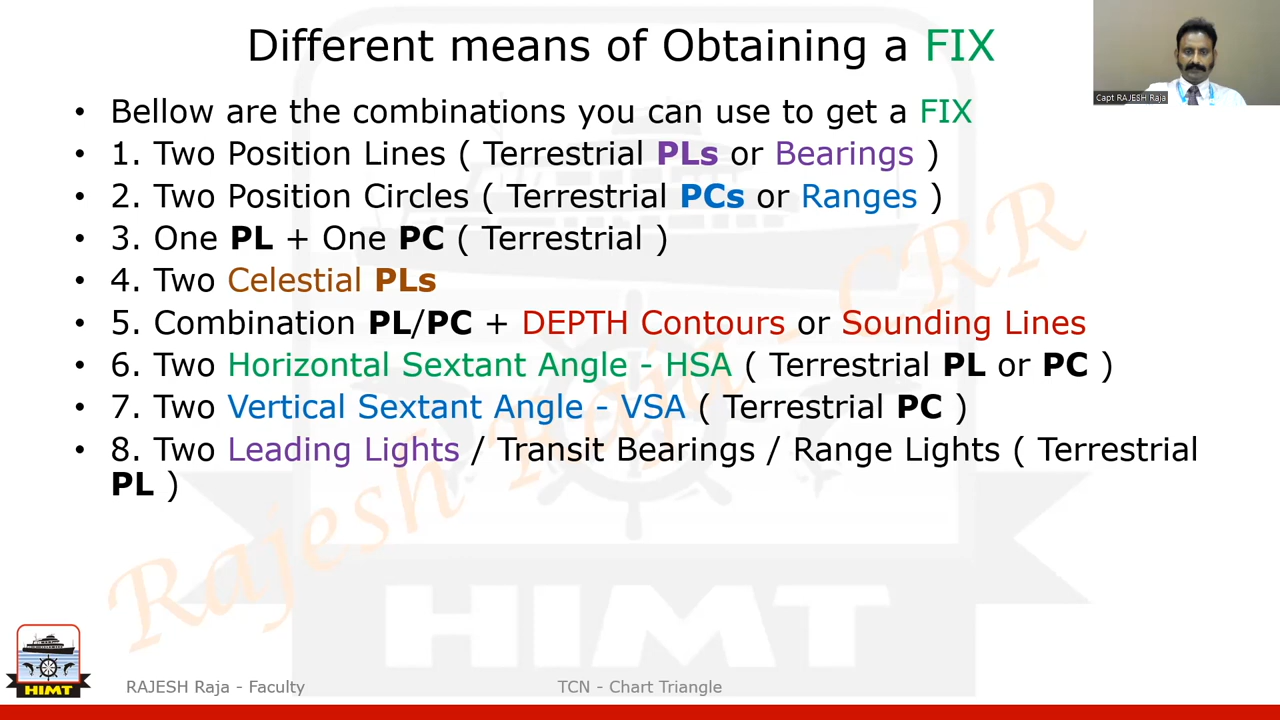 Different means of Obtaining a FIX
Capt RAJESH Raja
• Bellow are the combinations you can use to get a FIX
• 1. Two Position Lines ( Terrestrial PLs or Bearings )
• 2. Two Position Circles ( Terrestrial PCs or Ranges )
• 3. One PL + One PC ( Terrestrial )
• 4. Two Celestial PLs
• 5. Combination PL/PC + DEPTH Contours or Sounding Lines
• 6. Two Horizontal Sextant Angle - HSA ( Terrestrial PL or PC )
• 7. Two Vertical Sextant Angle - VSA ( Terrestrial PC )
• 8. Two Leading Lights / Transit Bearings / Range Lights ( Terrestrial
PL )
Rajesh Raja - CRR
HIMT
HIMT
RAJESH Raja - Faculty
TCN - Chart Triangle